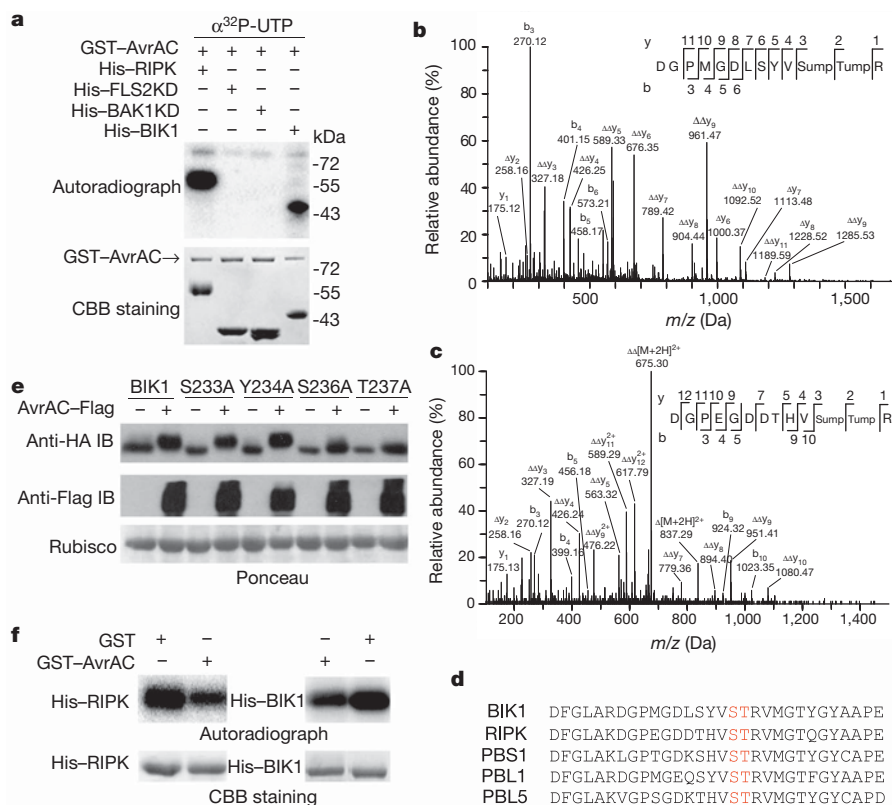 a
α32P-UTP
GST–AvrAC + + + +
His–RIPK + – – –
His–FLS2KD – + – –
His–BAK1KD – – + –
His–BIK1 – – – +
kDa
Autoradiograph
-72
-55
-43
GST–AvrAC→
CBB staining
-72
-55
-43
b
Relative abundance (%)
100
80
60
40
20
0
500
1,000
1,500
m/z (Da)
y 11 10 9 8 7 6 5 4 3 2 1
D G P M G D L S Y V Sump Tump R
b 3 4 5 6
b3
270.12
y1
175.12
Δy2
258.16
ΔΔy3
327.18
b4
401.15
ΔΔy4
426.25
b5
458.17
b6
573.21
ΔΔy5
589.33
ΔΔy6
676.35
ΔΔy7
789.42
ΔΔy8
904.44
ΔΔy9
961.47
Δy6
1000.37
ΔΔy10
1092.52
Δy7
1113.48
ΔΔy11
1189.59
Δy8
1228.52
ΔΔy9
1285.53
c
Relative abundance (%)
100
80
60
40
20
0
200
400
600
800
1,000
1,200
1,400
m/z (Da)
y 12 11 10 9 7 5 4 3 2 1
D G P E G D D T H V Sump Tump R
b 3 4 5 9 10
ΔΔ[M+2H]2+
675.30
y1
175.13
Δy2
258.16
b3
270.12
ΔΔy3
327.19
b4
399.16
ΔΔy4
426.24
b5
456.18
ΔΔy9 2+
476.22
ΔΔy5
563.32
ΔΔy11 2+
589.29
ΔΔy12 2+
617.79
ΔΔy7
779.36
Δ[M+2H]2+
837.29
ΔΔy8
894.40
b9
924.32
ΔΔy9
951.41
b10
1023.35
ΔΔy10
1080.47
e
BIK1 S233A Y234A S236A T237A
AvrAC–Flag – + – + – + – + – +
Anti-HA IB
Anti-Flag IB
Rubisco
Ponceau
f
GST + – – +
GST–AvrAC – + + –
His–RIPK His–BIK1
Autoradiograph
His–RIPK His–BIK1
CBB staining
d
BIK1 DFGLARDGPMGDLSYVSTRVMGTYGYAAPE
RIPK DFGLAKDGPEGDDTHVSTRVMGTQGYAAPE
PBS1 DFGLAKLGPTGDKSHVSTRVMGTYGYCAPE
PBL1 DFGLARDGPMGEQSYVSTRVMGTFGYAAPE
PBL5 DFGLAKVGPSGDKTHVSTRVMGTYGYCAPD